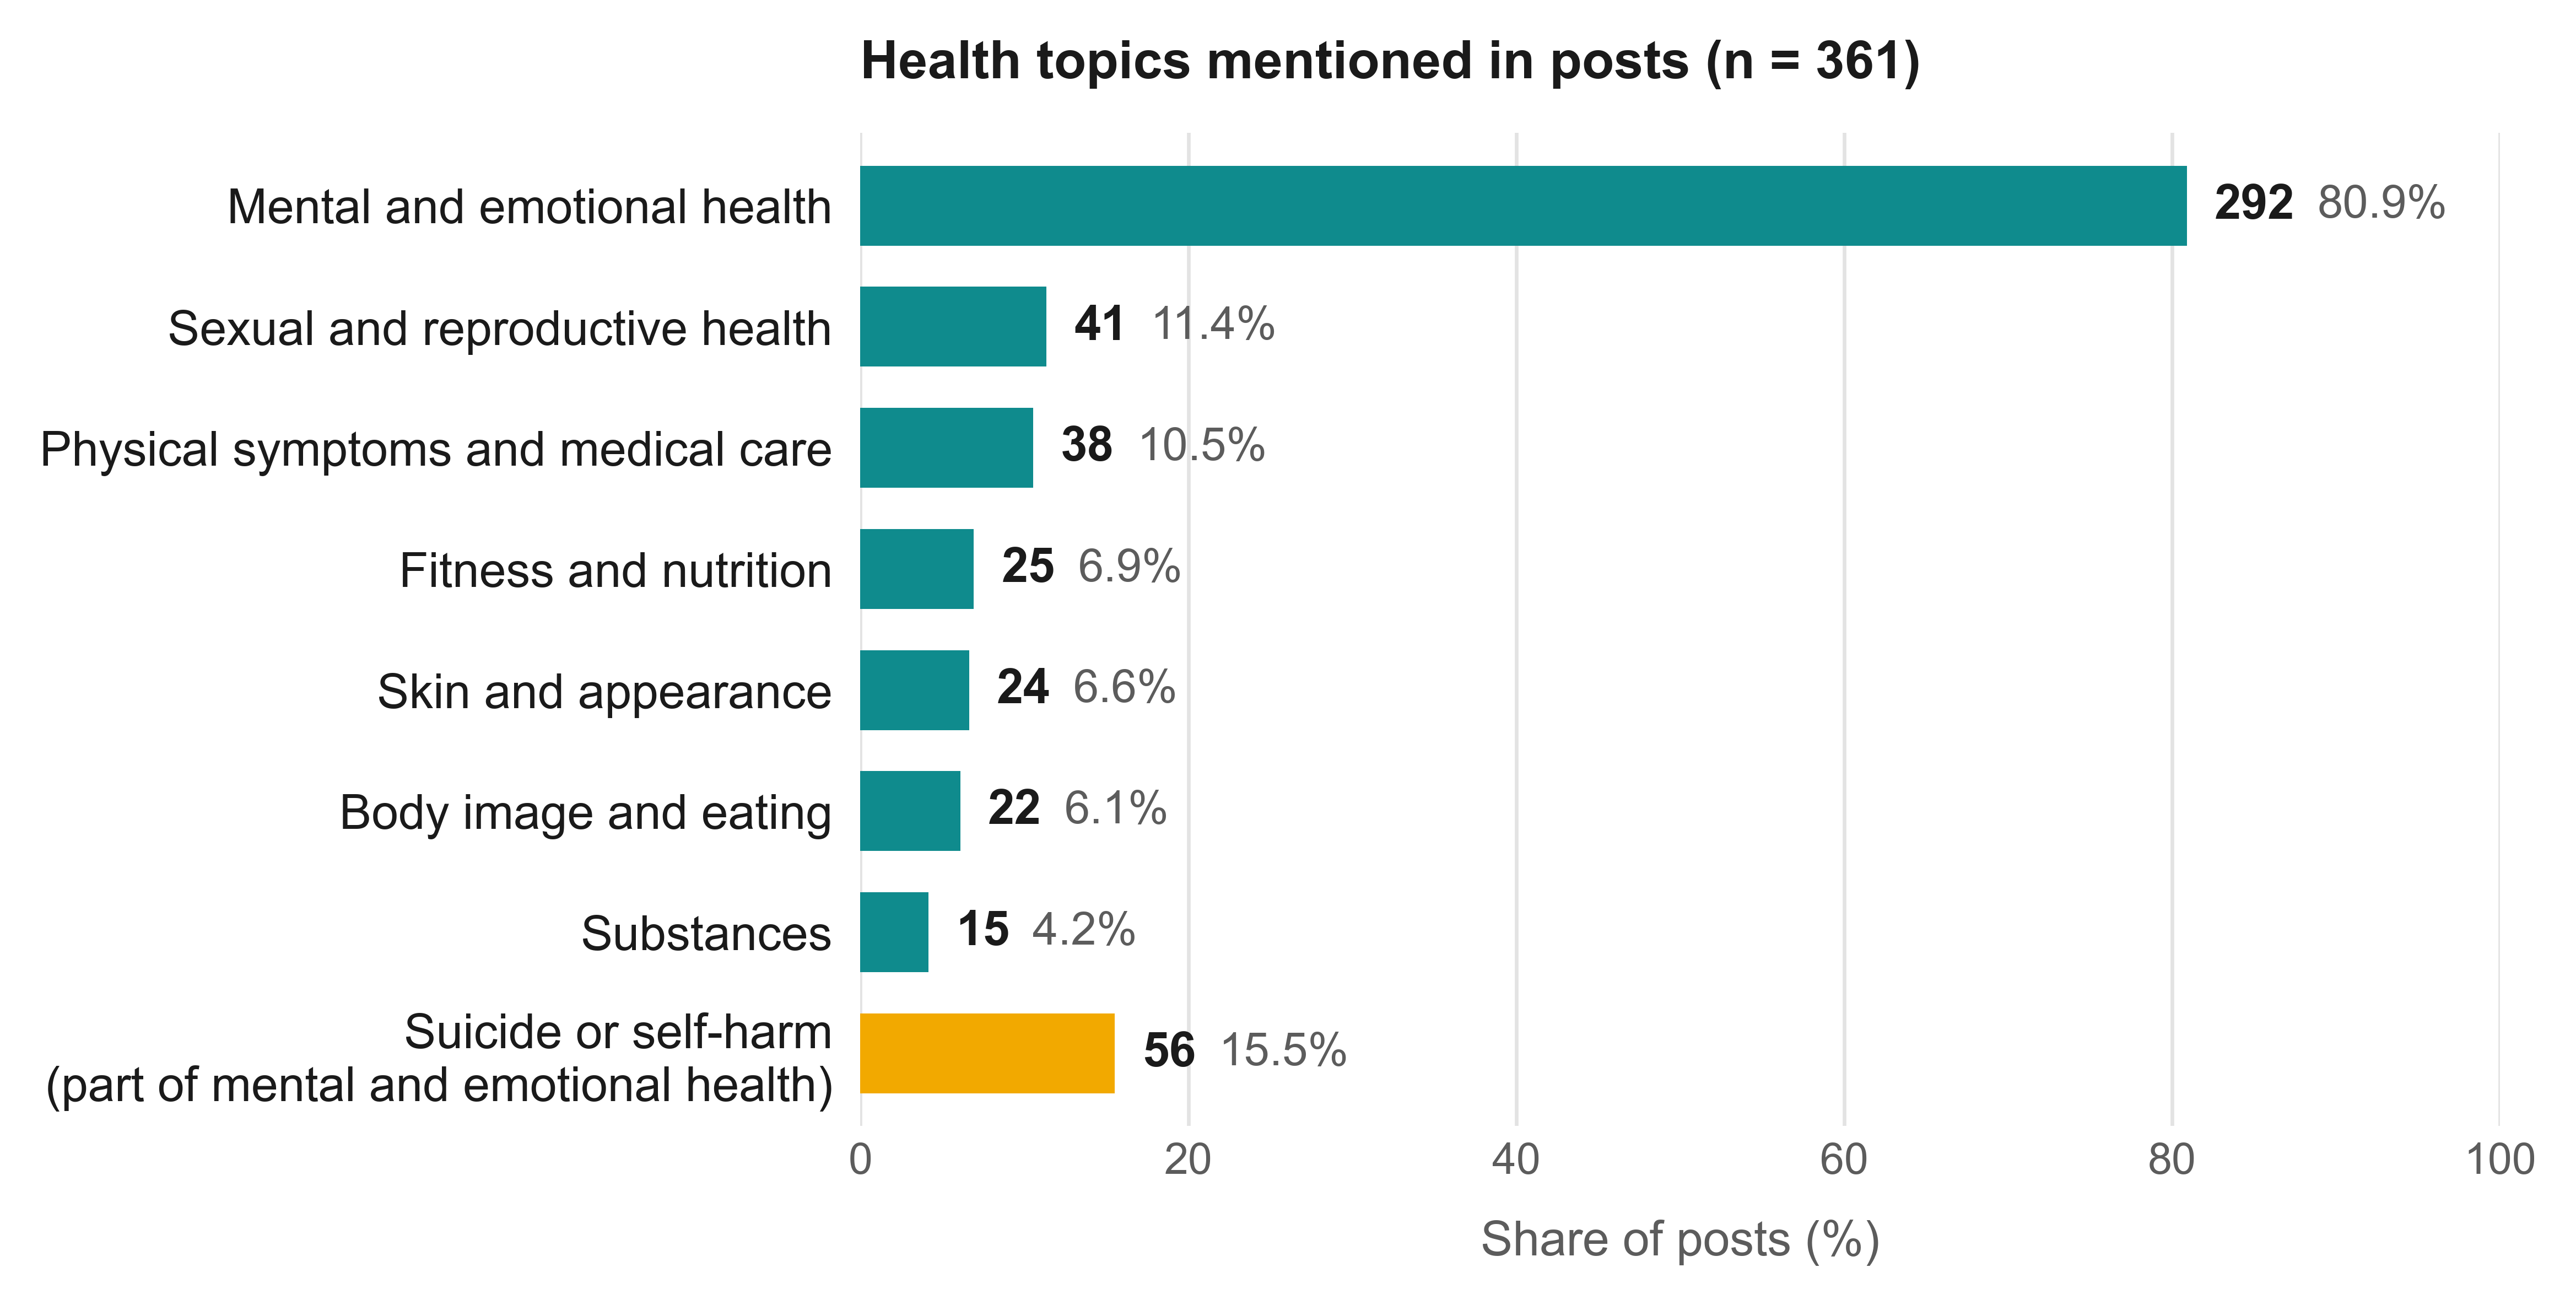 Health topics mentioned in posts (n = 361)
Mental and emotional health 292 80.9%
Sexual and reproductive health 41 11.4%
Physical symptoms and medical care 38 10.5%
Fitness and nutrition 25 6.9%
Skin and appearance 24 6.6%
Body image and eating 22 6.1%
Substances 15 4.2%
Suicide or self-harm
(part of mental and emotional health) 56 15.5%
0 20 40 60 80 100
Share of posts (%)